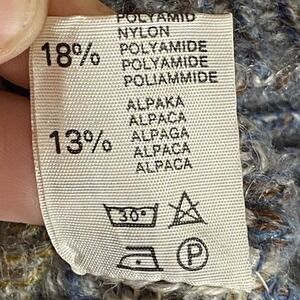 POLYAMID
NYLON
18% POLYAMIDE
POLYAMIDE
POLIAMMIDE
ALPAKA
ALPACA
13% ALPAGA
ALPACA
ALPACA
30°
P